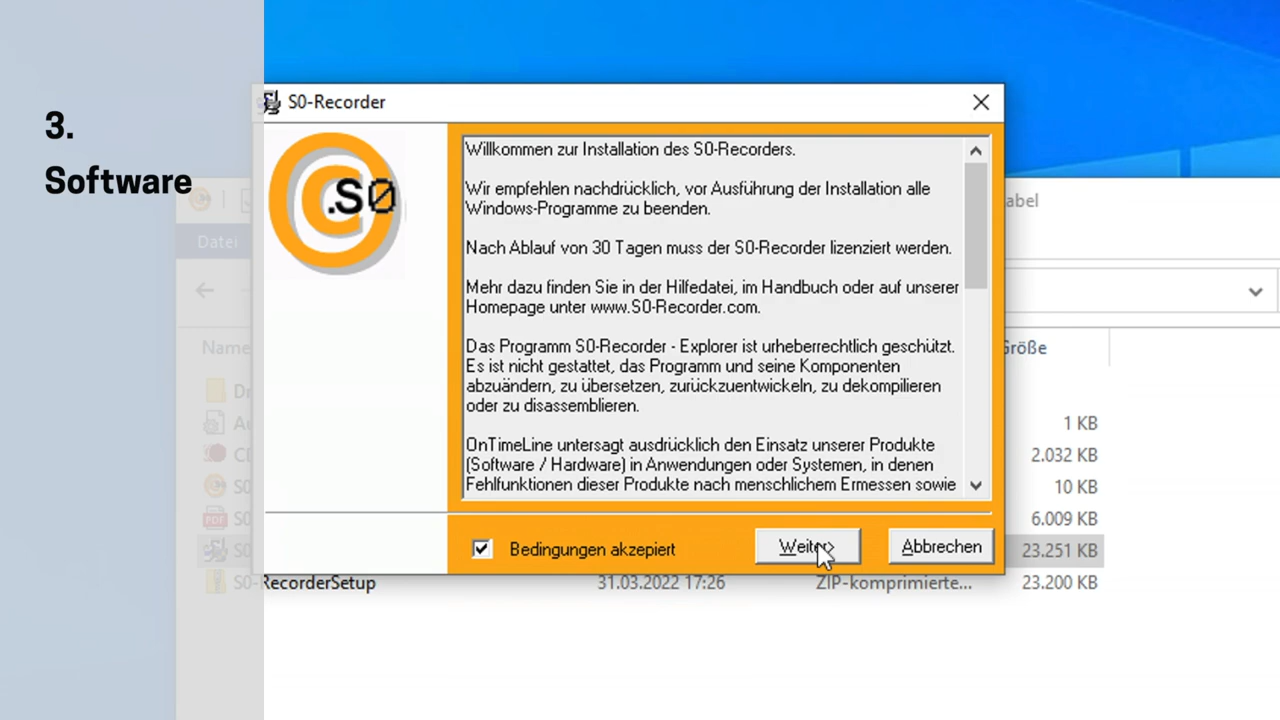 3.
Software
S0-Recorder
.S0
Willkommen zur Installation des S0-Recorders.
Wir empfehlen nachdrücklich, vor Ausführung der Installation alle
Windows-Programme zu beenden.
Nach Ablauf von 30 Tagen muss der S0-Recorder lizenziert werden.
Mehr dazu finden Sie in der Hilfedatei, im Handbuch oder auf unserer
Homepage unter www.S0-Recorder.com.
Das Programm S0-Recorder - Explorer ist urheberrechtlich geschützt.
Es ist nicht gestattet, das Programm und seine Komponenten
abzuändern, zu übersetzen, zurückzuentwickeln, zu dekompilieren
oder zu disassemblieren.
OnTimeLine untersagt ausdrücklich den Einsatz unserer Produkte
(Software / Hardware) in Anwendungen oder Systemen, in denen
Fehlfunktionen dieser Produkte nach menschlichem Ermessen sowie
Bedingungen akzepiert
Weiter>
Abbrechen
Datei
Name
Größe
1 KB
2.032 KB
S0
10 KB
PDF
S0
6.009 KB
S0
23.251 KB
S0-RecorderSetup 31.03.2022 17:26 ZIP-komprimierte... 23.200 KB